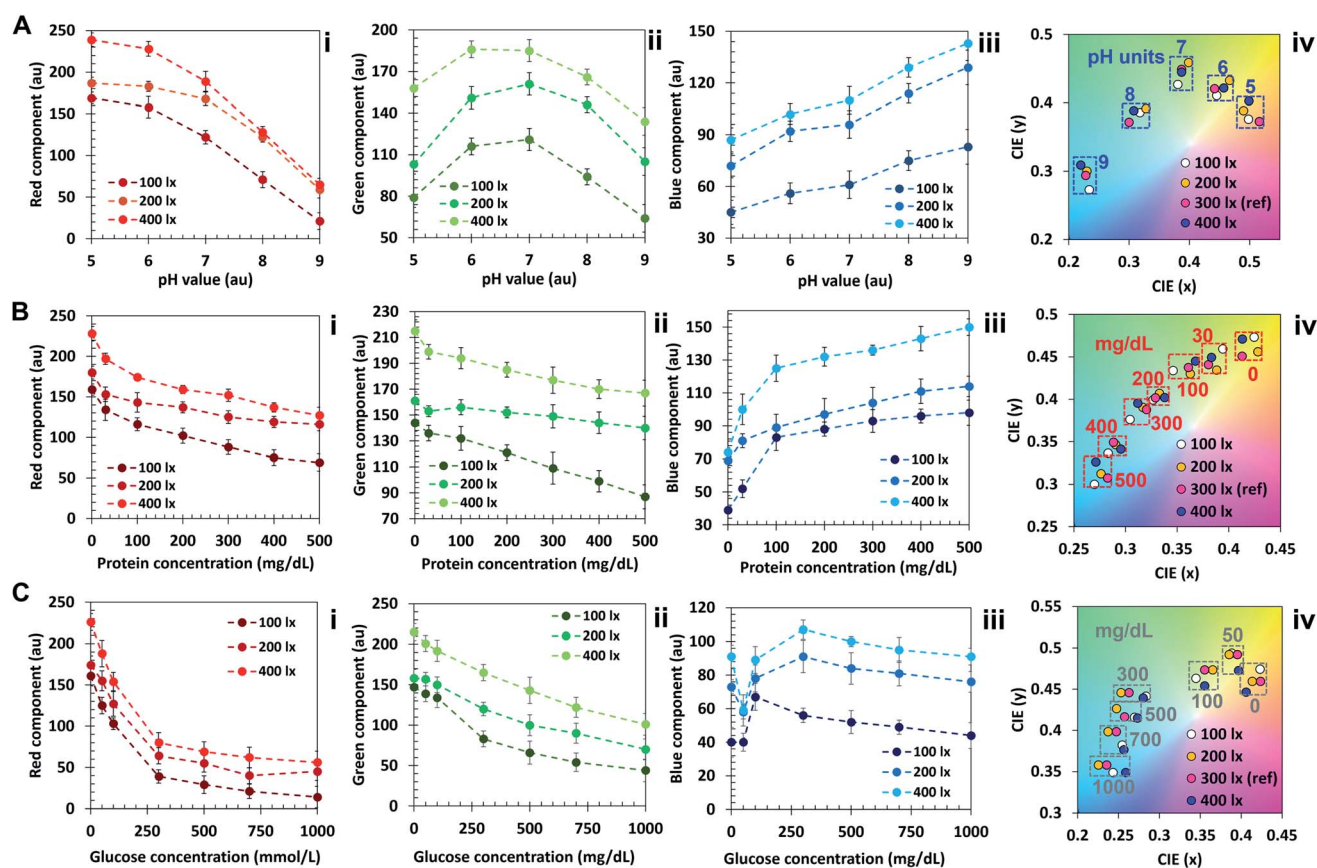 A
i
Red component (au)
250
200
150
100
50
0
100 lx
200 lx
400 lx
5 6 7 8 9
pH value (au)
ii
Green component (au)
200
170
140
110
80
50
100 lx
200 lx
400 lx
5 6 7 8 9
pH value (au)
iii
Blue component (au)
150
120
90
60
30
100 lx
200 lx
400 lx
5 6 7 8 9
pH value (au)
iv
CIE (y)
0.5
0.4
0.3
0.2
pH units
7
6
5
8
9
100 lx
200 lx
300 lx (ref)
400 lx
0.2 0.3 0.4 0.5
CIE (x)
B
i
Red component (au)
250
200
150
100
50
0
100 lx
200 lx
400 lx
0 100 200 300 400 500
Protein concentration (mg/dL)
ii
Green component (au)
230
210
190
170
150
130
110
90
70
100 lx
200 lx
400 lx
0 100 200 300 400 500
Protein concentration (mg/dL)
iii
Blue component (au)
170
150
130
110
90
70
50
30
100 lx
200 lx
400 lx
0 100 200 300 400 500
Protein concentration (mg/dL)
iv
CIE (y)
0.5
0.45
0.4
0.35
0.3
0.25
mg/dL
30
0
200
100
300
400
500
100 lx
200 lx
300 lx (ref)
400 lx
0.25 0.3 0.35 0.4 0.45
CIE (x)
C
i
Red component (au)
250
200
150
100
50
0
100 lx
200 lx
400 lx
0 250 500 750 1000
Glucose concentration (mmol/L)
ii
Green component (au)
250
200
150
100
50
0
100 lx
200 lx
400 lx
0 250 500 750 1000
Glucose concentration (mg/dL)
iii
Blue component (au)
120
100
80
60
40
20
0
100 lx
200 lx
400 lx
0 250 500 750 1000
Glucose concentration (mg/dL)
iv
CIE (y)
0.55
0.5
0.45
0.4
0.35
0.3
mg/dL
50
300
100
0
500
700
1000
100 lx
200 lx
300 lx (ref)
400 lx
0.2 0.25 0.3 0.35 0.4 0.45
CIE (x)